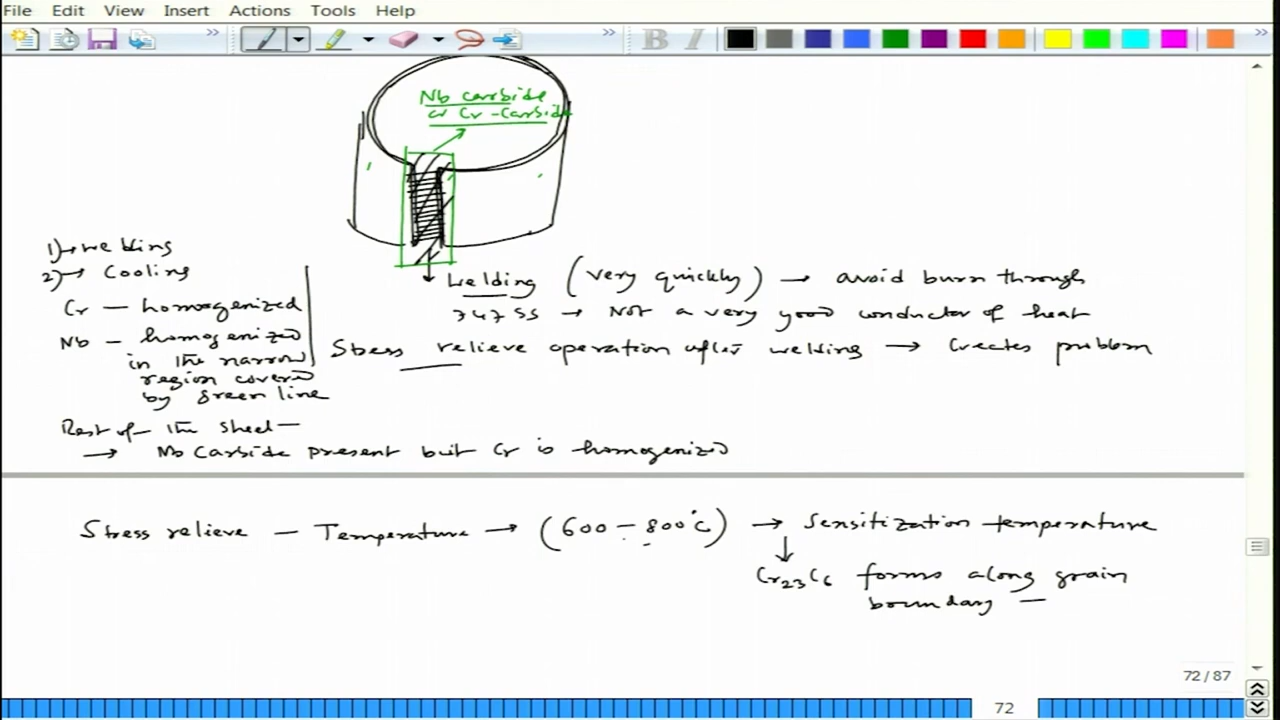 File Edit View Insert Actions Tools Help
B I
Nb carbide
or Cr-Carbide
1)→ welding
2)→ Cooling
Cr — homogenized
Nb — homogenized
in the narrow
region covered
by green line
Welding (very quickly) → avoid burn through
347 SS → Not a very good conductor of heat
Stress relieve operation after welding → Creates problem
Rest of the sheet —
→ Nb Carbide present but Cr is homogenized
Stress relieve — Temperature → (600 — 800°C) → Sensitization temperature
Cr23C6 forms along grain
boundary —
72 / 87
72